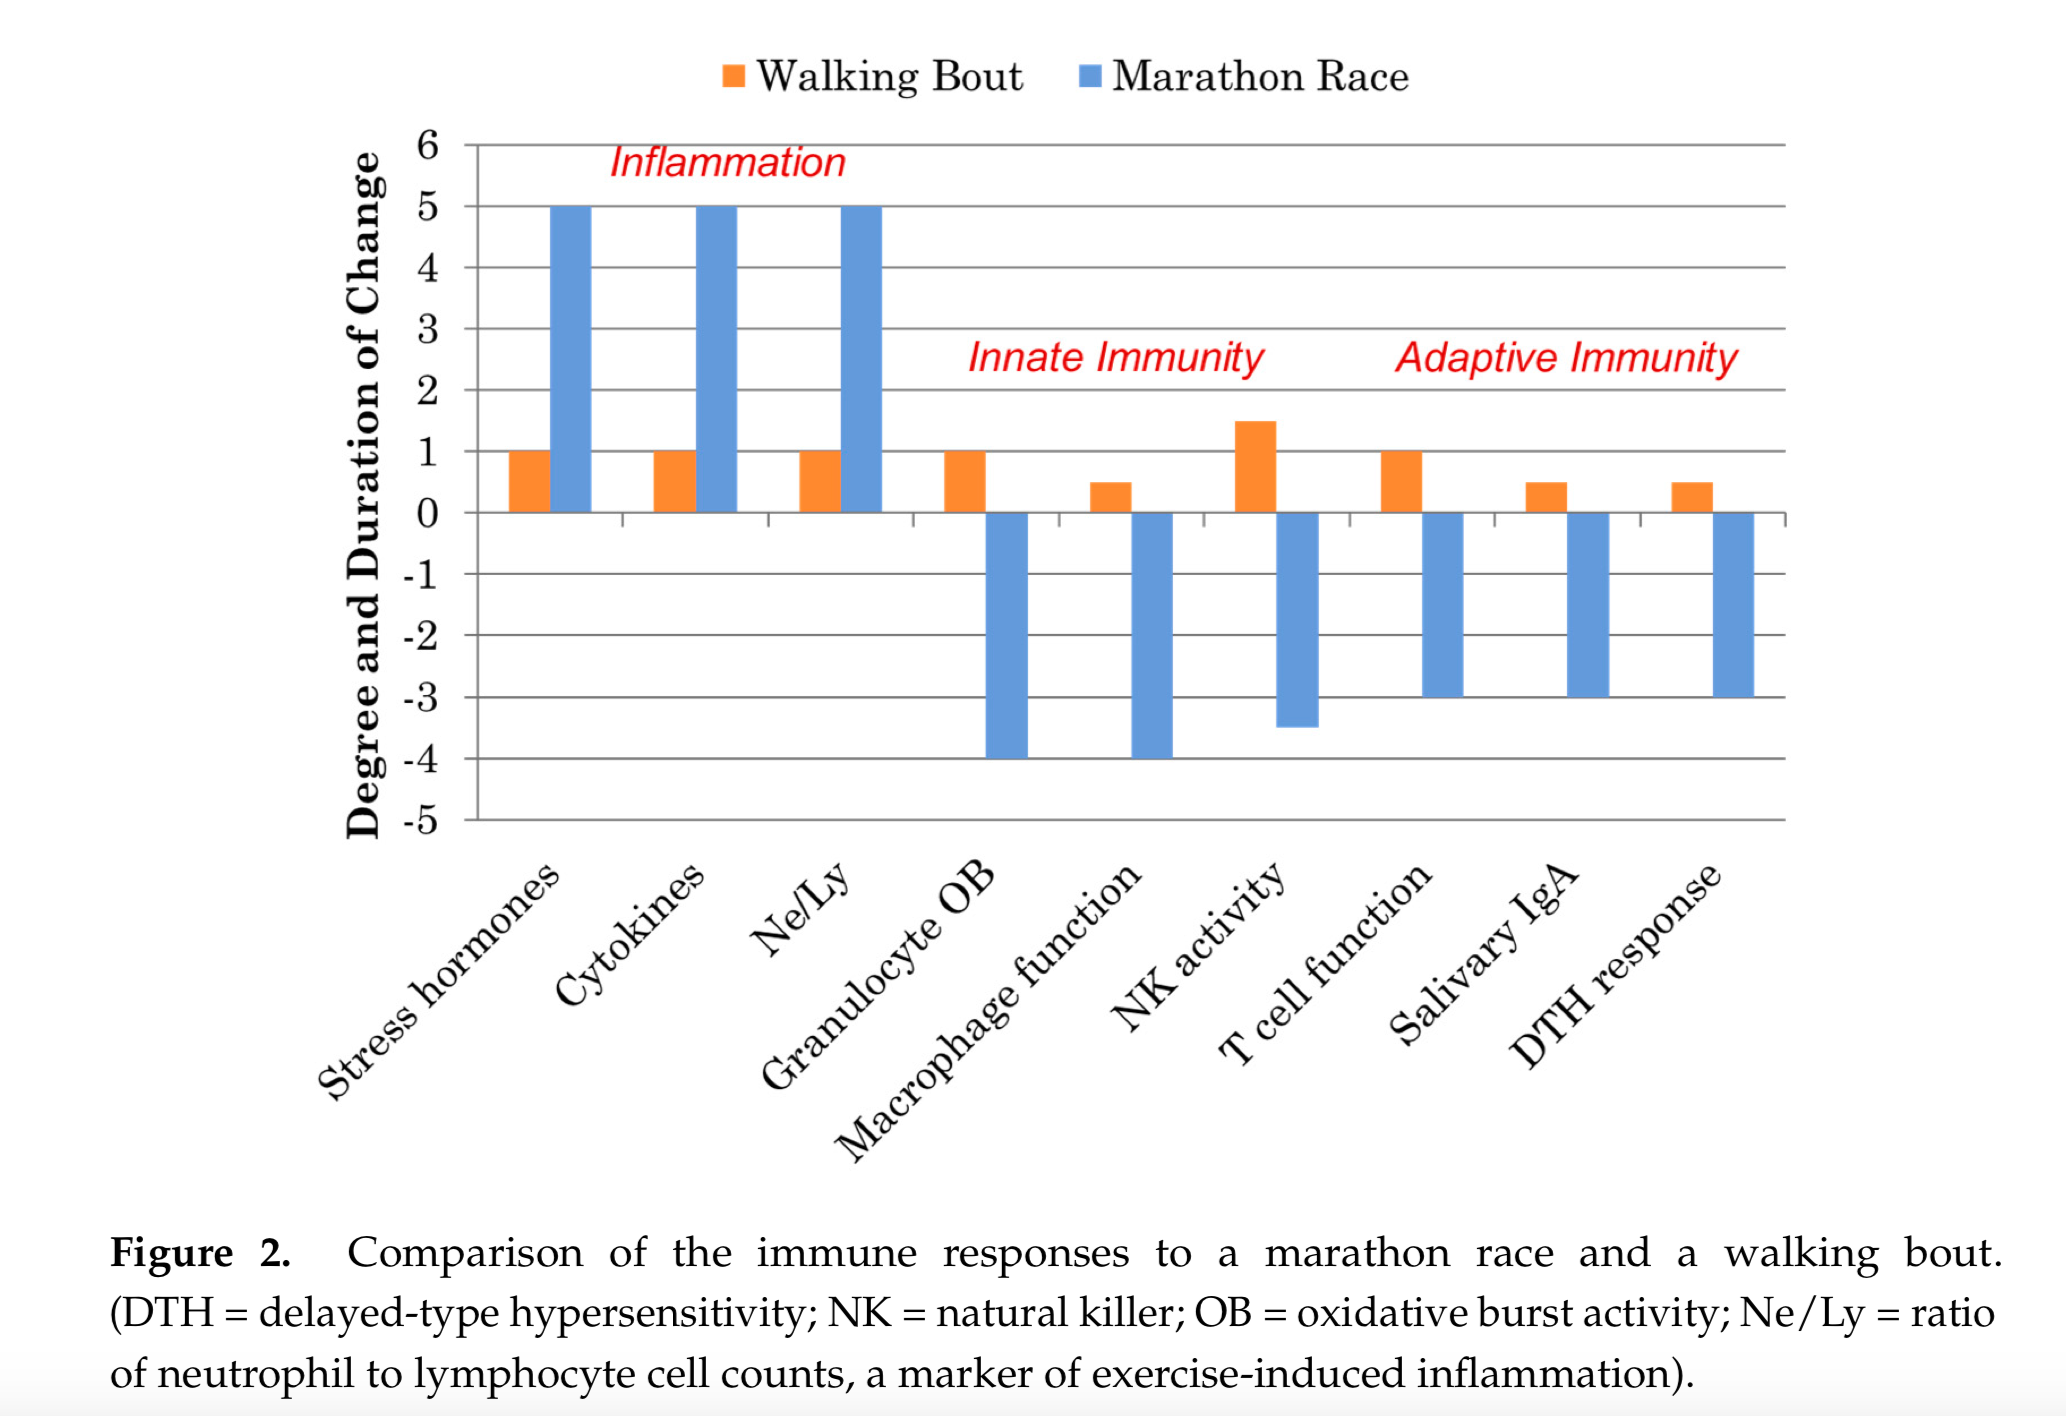 Walking Bout Marathon Race
Degree and Duration of Change
6
5
4
3
2
1
0
-1
-2
-3
-4
-5
Inflammation
Innate Immunity
Adaptive Immunity
Stress hormones
Cytokines
Ne/Ly
Granulocyte OB
Macrophage function
NK activity
T cell function
Salivary IgA
DTH response
Figure 2. Comparison of the immune responses to a marathon race and a walking bout.
(DTH = delayed-type hypersensitivity; NK = natural killer; OB = oxidative burst activity; Ne/Ly = ratio
of neutrophil to lymphocyte cell counts, a marker of exercise-induced inflammation).